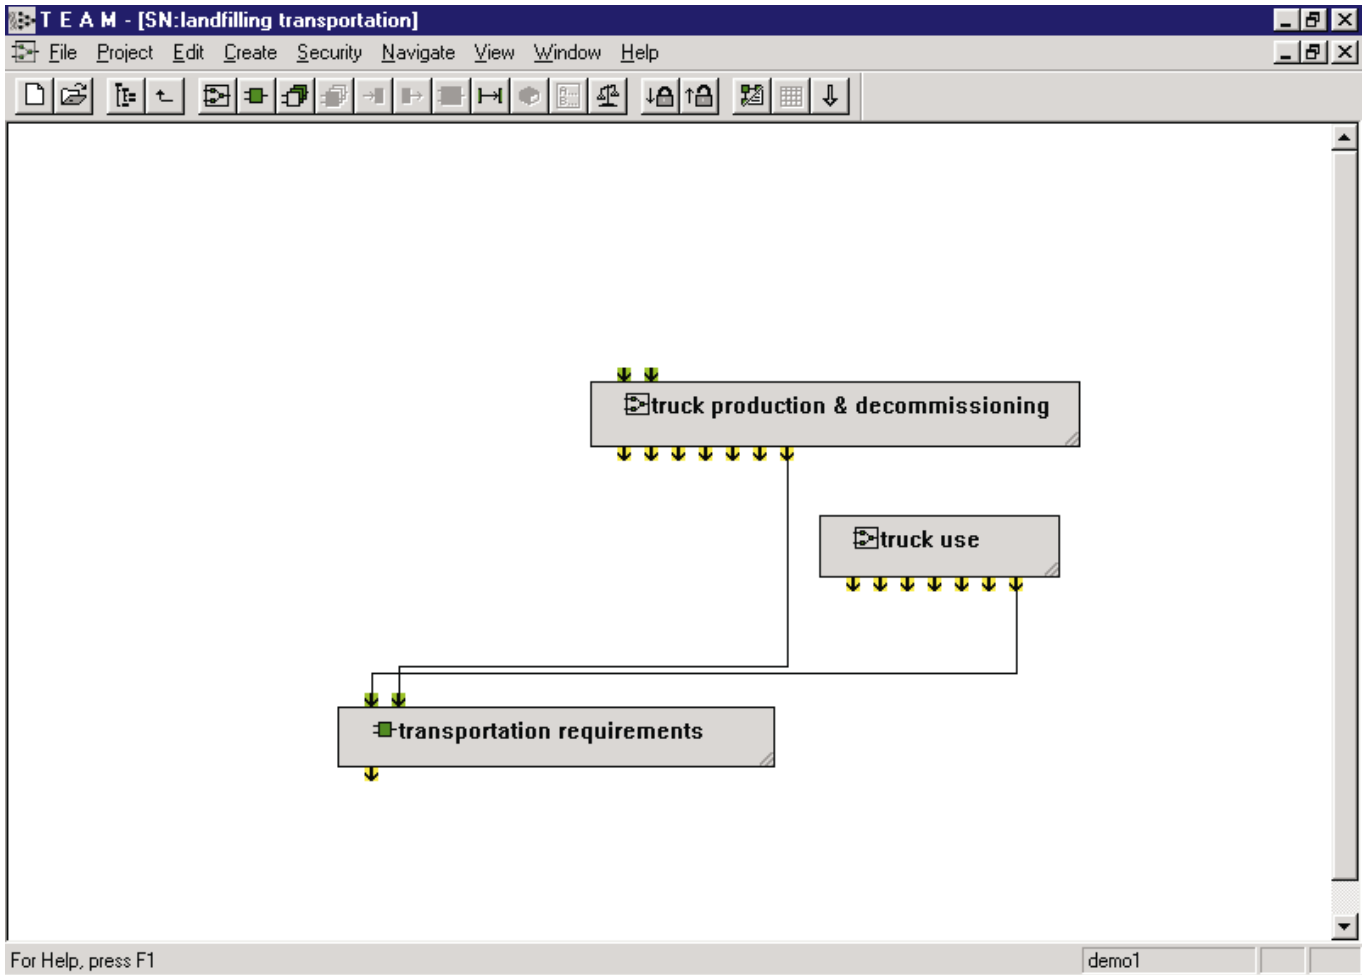 T E A M - [SN:landfilling transportation]
File Project Edit Create Security Navigate View Window Help
truck production & decommissioning
truck use
transportation requirements
For Help, press F1 demo1